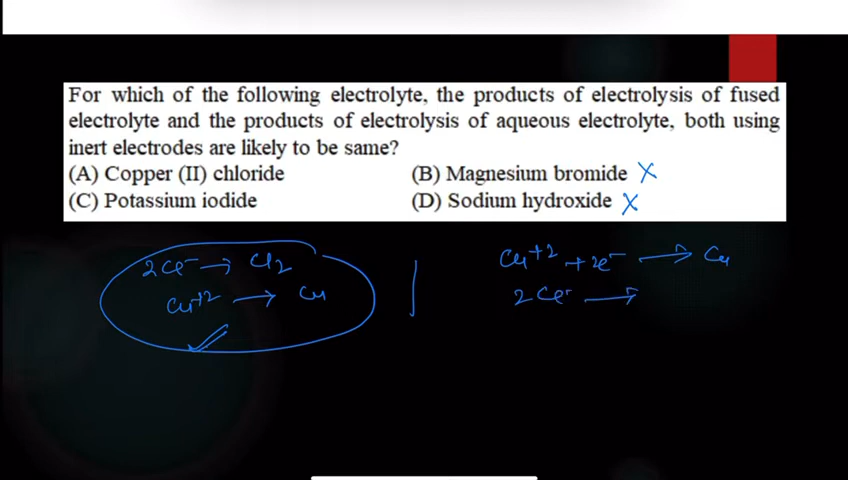 For which of the following electrolyte, the products of electrolysis of fused
electrolyte and the products of electrolysis of aqueous electrolyte, both using
inert electrodes are likely to be same?
(A) Copper (II) chloride (B) Magnesium bromide X
(C) Potassium iodide (D) Sodium hydroxide X
2Cl⁻ → Cl₂
Cu⁺² → Cu
Cu⁺² + 2e⁻ → Cu
2Cl⁻ →